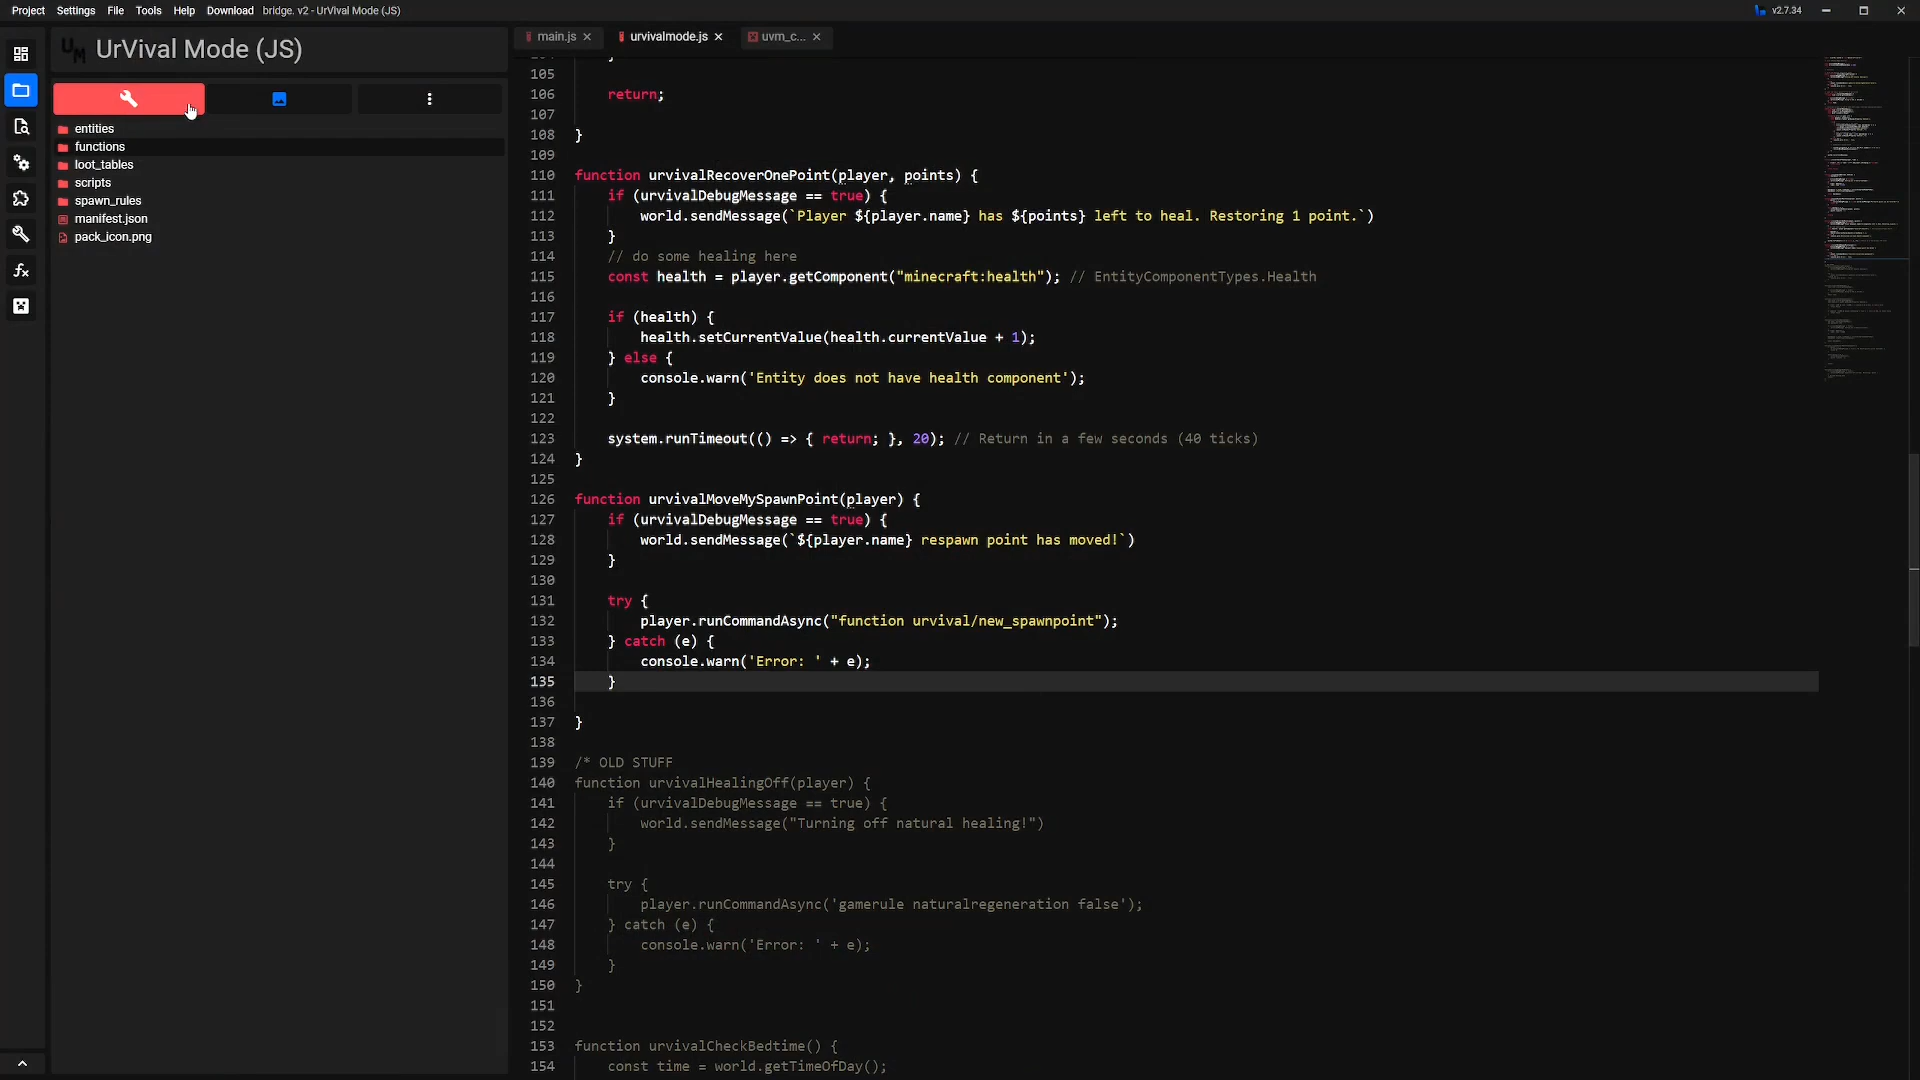 Project Settings File Tools Help Download bridge. v2 - UrVival Mode (JS)
v2.7.34
UM UrVival Mode (JS)
main.js
urvivalmode.js
uvm_c...
entities
functions
loot_tables
scripts
spawn_rules
manifest.json
pack_icon.png
105
106 return;
107
108 }
109
110 function urvivalRecoverOnePoint(player, points) {
111 if (urvivalDebugMessage == true) {
112 world.sendMessage(`Player ${player.name} has ${points} left to heal. Restoring 1 point.`)
113 }
114 // do some healing here
115 const health = player.getComponent("minecraft:health"); // EntityComponentTypes.Health
116
117 if (health) {
118 health.setCurrentValue(health.currentValue + 1);
119 } else {
120 console.warn('Entity does not have health component');
121 }
122
123 system.runTimeout(() => { return; }, 20); // Return in a few seconds (40 ticks)
124 }
125
126 function urvivalMoveMySpawnPoint(player) {
127 if (urvivalDebugMessage == true) {
128 world.sendMessage(`${player.name} respawn point has moved!`)
129 }
130
131 try {
132 player.runCommandAsync("function urvival/new_spawnpoint");
133 } catch (e) {
134 console.warn('Error: ' + e);
135 }
136
137 }
138
139 /* OLD STUFF
140 function urvivalHealingOff(player) {
141 if (urvivalDebugMessage == true) {
142 world.sendMessage("Turning off natural healing!")
143 }
144
145 try {
146 player.runCommandAsync('gamerule naturalregeneration false');
147 } catch (e) {
148 console.warn('Error: ' + e);
149 }
150 }
151
152
153 function urvivalCheckBedtime() {
154 const time = world.getTimeOfDay();